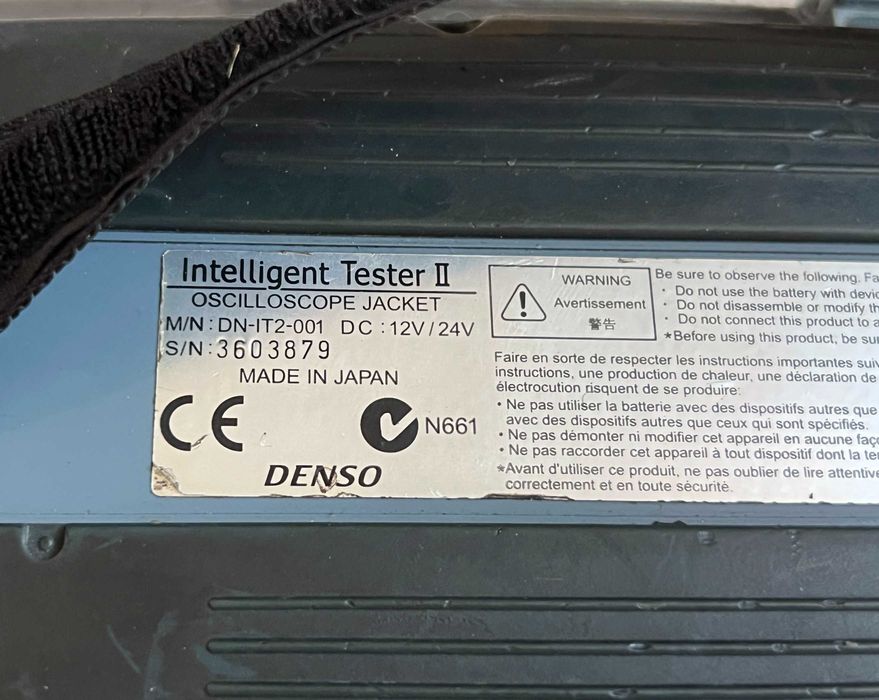 Intelligent Tester II
OSCILLOSCOPE JACKET
M/N : DN-IT2-001 DC : 12V/24V
S/N : 3603879
MADE IN JAPAN
CE
N661
DENSO
WARNING
Avertissement
警告
Be sure to observe the following.
・ Do not use the battery with
・ Do not disassemble or modify
・ Do not connect this product to
*Before using this product, be
Faire en sorte de respecter les instructions importantes
instructions, une production de chaleur, une déclaration de
électrocution risquent de se produire:
・Ne pas utiliser la batterie avec des dispositifs autres que
avec des dispositifs autres que ceux qui sont spécifiés.
・Ne pas démonter ni modifier cet appareil en aucune
・Ne pas raccorder cet appareil à tout dispositif dont la
*Avant d'utiliser ce produit, ne pas oublier de lire
correctement et en toute sécurité.